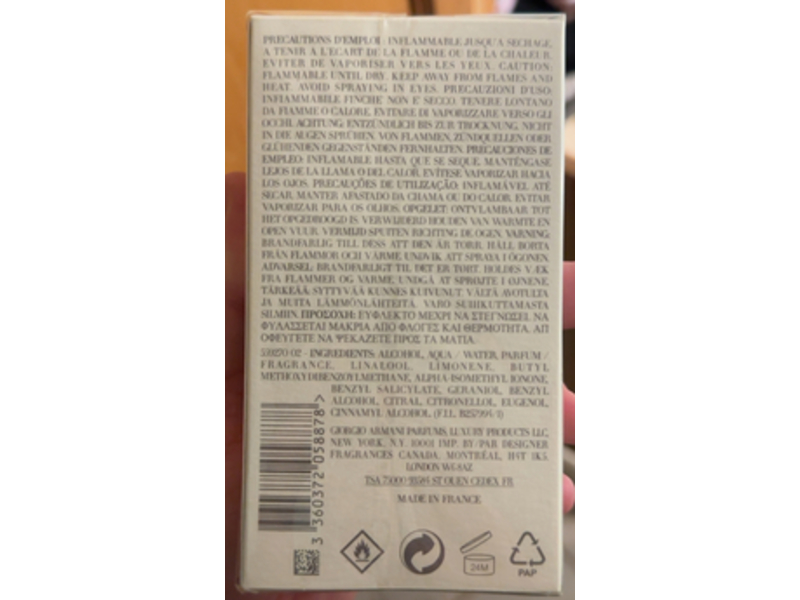 PRECAUTIONS D'EMPLOI : INFLAMMABLE JUSQU'A SECHAGE,
A TENIR A L'ECART DE LA FLAMME OU DE LA CHALEUR,
EVITER DE VAPORISER VERS LES YEUX. CAUTION:
FLAMMABLE UNTIL DRY. KEEP AWAY FROM FLAMES AND
HEAT. AVOID SPRAYING IN EYES. PRECAUZIONI D'USO:
INFIAMMABILE FINCHE' NON E' SECCO. TENERE LONTANO
DA FIAMME O CALORE. EVITARE DI VAPORIZZARE VERSO GLI
OCCHI. ACHTUNG: ENTZÜNDLICH BIS ZUR TROCKNUNG. NICHT
IN DIE AUGEN SPRÜHEN. VON FLAMMEN, ZÜNDQUELLEN ODER
GLÜHENDEN GEGENSTÄNDEN FERNHALTEN. PRECAUCIONES DE
EMPLEO: INFLAMABLE HASTA QUE SE SEQUE. MANTÉNGASE
LEJOS DE LA LLAMA O DEL CALOR. EVÍTESE VAPORIZAR HACIA
LOS OJOS. PRECAUÇÕES DE UTILIZAÇÃO: INFLAMÁVEL ATÉ
SECAR. MANTER AFASTADO DA CHAMA OU DO CALOR. EVITAR
VAPORIZAR PARA OS OLHOS. OPGELET: ONTVLAMBAAR TOT
HET OPGEDROOGD IS. VERWIJDERD HOUDEN VAN WARMTE EN
OPEN VUUR. VERMIJD SPUITEN RICHTING DE OGEN. VARNING:
BRANDFARLIG TILL DESS ATT DEN ÄR TORR. HÅLL BORTA
FRÅN FLAMMOR OCH VÄRME. UNDVIK ATT SPRAYA I ÖGONEN.
ADVARSEL: BRANDFARLIGT TIL DET ER TØRT. HOLDES VÆK
FRA FLAMMER OG VARME. UNDGÅ AT SPRØJTE I ØJNENE.
TÄRKEÄÄ: SYTTYVÄÄ KUNNES KUIVUNUT. VÄLTÄ AVOTULTA
JA MUITA LÄMMÖNLÄHTEITÄ. VARO SUIHKUTTAMASTA
SILMIIN. ΠΡΟΣΟΧΗ: ΕΥΦΛΕΚΤΟ ΜΕΧΡΙ ΝΑ ΣΤΕΓΝΩΣΕΙ ΝΑ
ΦΥΛΑΣΣΕΤΑΙ ΜΑΚΡΙΑ ΑΠΟ ΦΛΟΓΕΣ ΚΑΙ ΘΕΡΜΟΤΗΤΑ. ΑΠ
ΟΦΕΥΓΕΤΕ ΝΑ ΨΕΚΑΖΕΤΕ ΠΡΟΣ ΤΑ ΜΑΤΙΑ.
559270 02 - INGREDIENTS: ALCOHOL, AQUA / WATER, PARFUM /
FRAGRANCE, LINALOOL, LIMONENE, BUTYL
METHOXYDIBENZOYLMETHANE, ALPHA-ISOMETHYL IONONE,
BENZYL SALICYLATE, GERANIOL, BENZYL
ALCOHOL, CITRAL, CITRONELLOL, EUGENOL,
CINNAMYL ALCOHOL (F.I.L. B257994/1)
GIORGIO ARMANI PARFUMS, LUXURY PRODUCTS LLC,
NEW YORK, N.Y. 10001 IMP. BY/PAR DESIGNER
FRAGRANCES CANADA, MONTRÉAL, H4T 1K5.
LONDON W6 8AZ
TSA 75000 93584 ST OUEN CEDEX FR
MADE IN FRANCE
3 360372 058878 >
24M
PAP